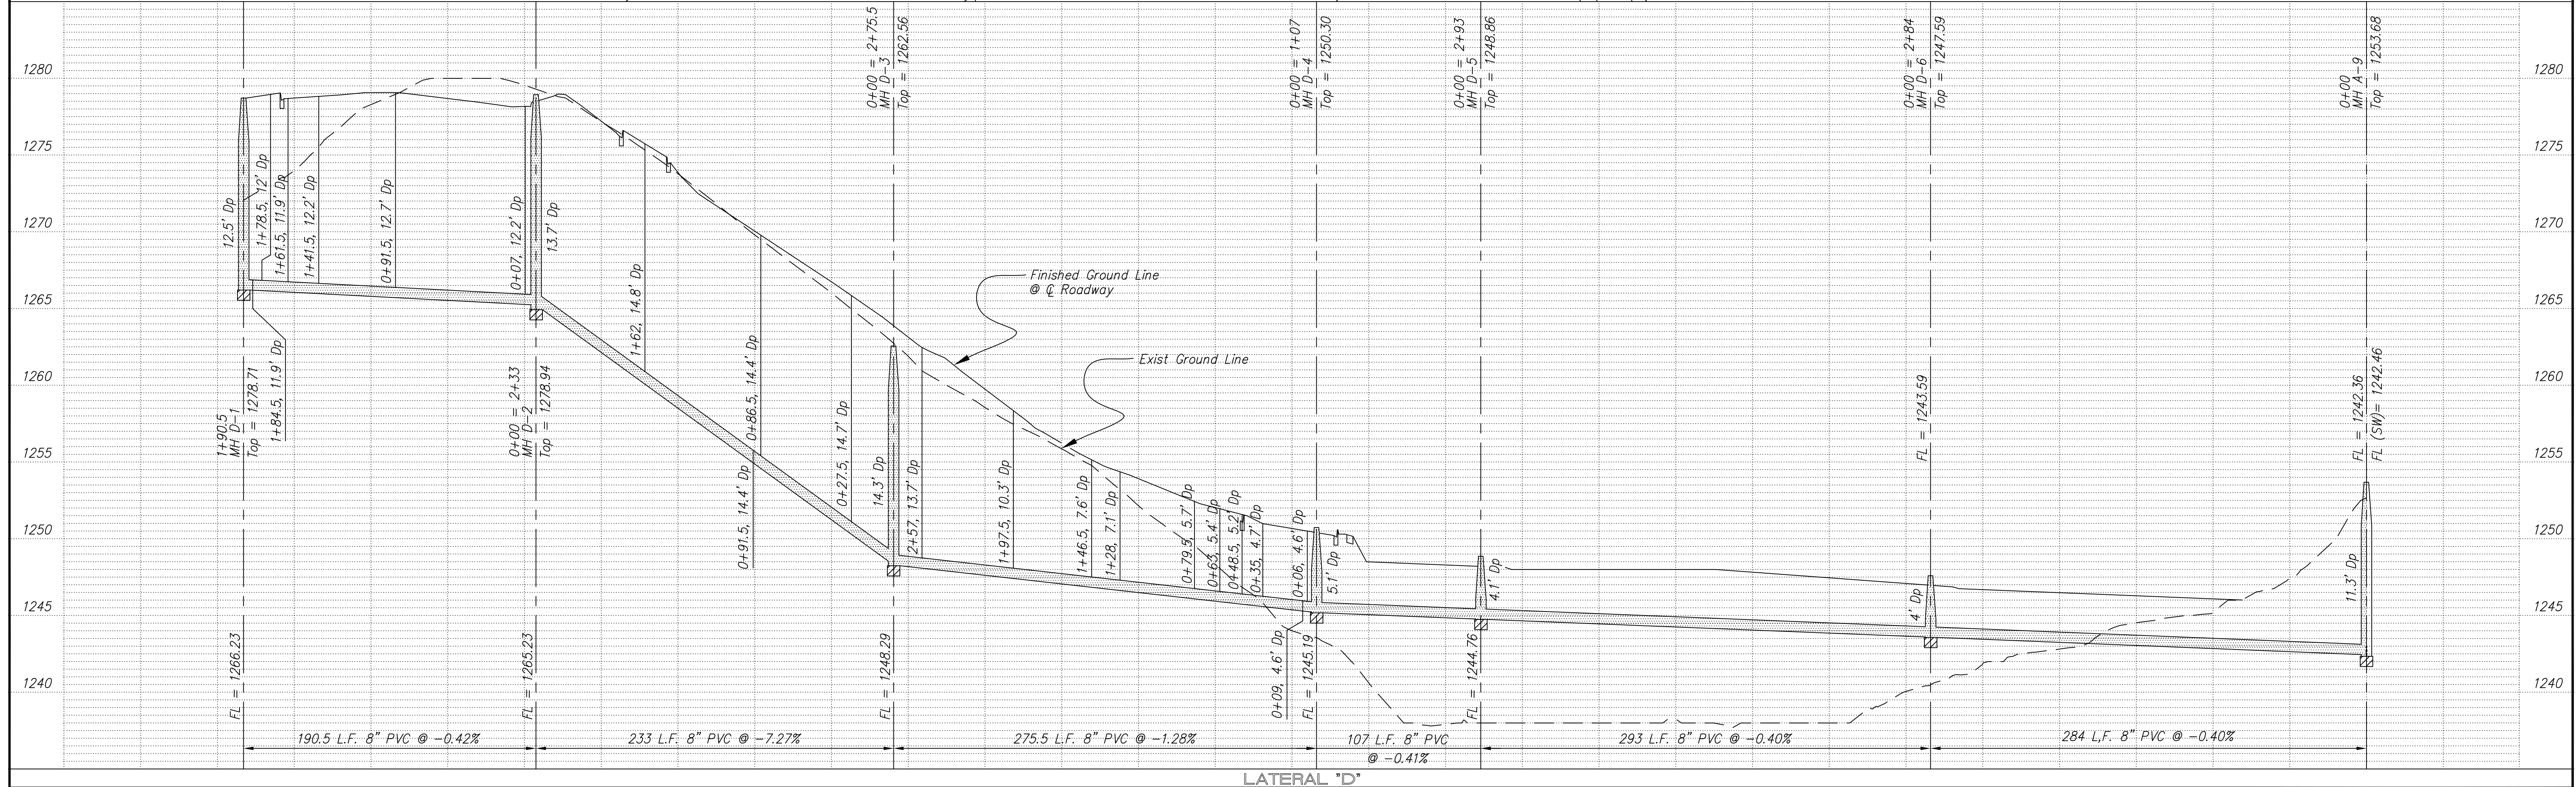 0+00 = 2+75.5
MH D-3
Top = 1262.56
0+00 = 1+07
MH D-4
Top = 1250.30
0+00 = 2+93
MH D-5
Top = 1248.86
0+00 = 2+84
MH D-6
Top = 1247.59
0+00
MH A-9
Top = 1253.68
1280
1275
1270
1265
1260
1255
1250
1245
1240
1280
1275
1270
1265
1260
1255
1250
1245
1240
12.5' Dp
1+78.5, 12' Dp
1+61.5, 11.9' Dp
1+41.5, 12.2' Dp
0+91.5, 12.7' Dp
0+07, 12.2' Dp
13.7' Dp
1+62, 14.8' Dp
0+86.5, 14.4' Dp
0+91.5, 14.4' Dp
0+27.5, 14.7' Dp
14.3' Dp
2+57, 13.7' Dp
1+97.5, 10.3' Dp
1+46.5, 7.6' Dp
1+28, 7.1' Dp
0+79.5, 5.7' Dp
0+65, 5.4' Dp
0+48.5, 5.2' Dp
0+35, 4.7' Dp
0+06, 4.6' Dp
0+09, 4.6' Dp
5.1' Dp
4.1' Dp
4' Dp
11.3' Dp
Finished Ground Line
@ ℄ Roadway
Exist Ground Line
1+90.5
MH D-1
Top = 1278.71
1+84.5, 11.9' Dp
0+00 = 2+33
MH D-2
Top = 1278.94
FL = 1266.23
FL = 1265.23
FL = 1248.29
FL = 1245.19
FL = 1244.76
FL = 1243.59
FL = 1242.36
FL (SW)= 1242.46
190.5 L.F. 8" PVC @ -0.42%
233 L.F. 8" PVC @ -7.27%
275.5 L.F. 8" PVC @ -1.28%
107 L.F. 8" PVC
@ -0.41%
293 L.F. 8" PVC @ -0.40%
284 L,F. 8" PVC @ -0.40%
LATERAL "D"